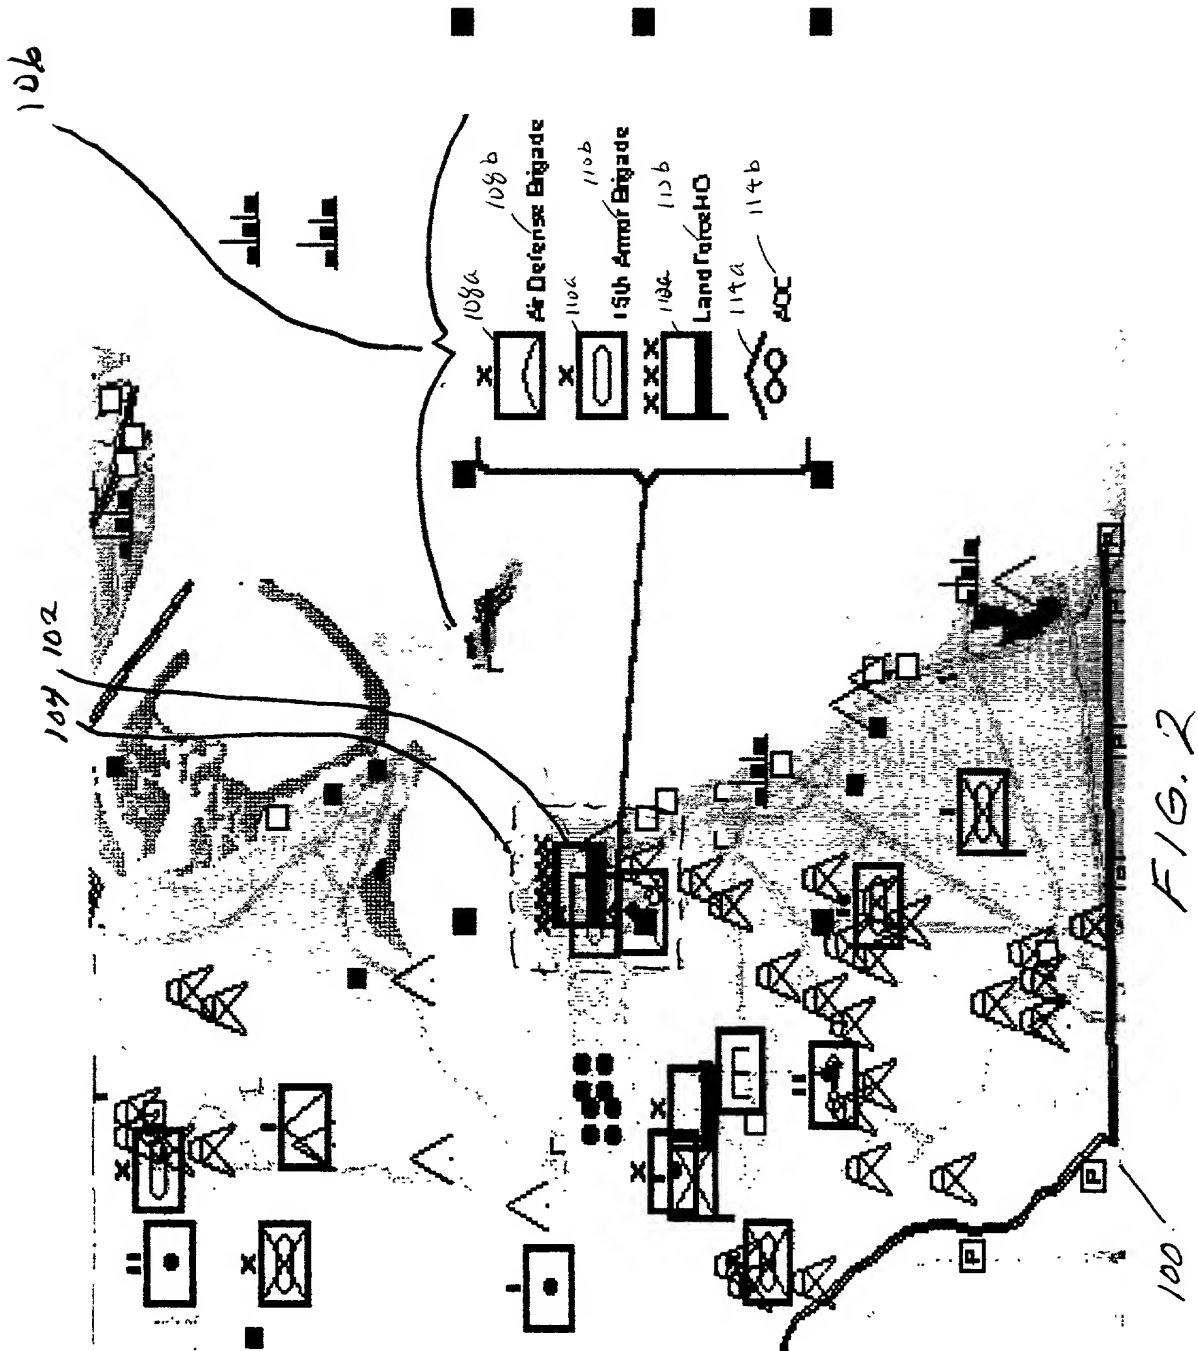 106
108a
108b
Air Defense Brigade
110a
110b
15th Armor Brigade
112a
113b
Land Force HQ
114a
114b
AOC
104
102
P
P
100
FIG. 2